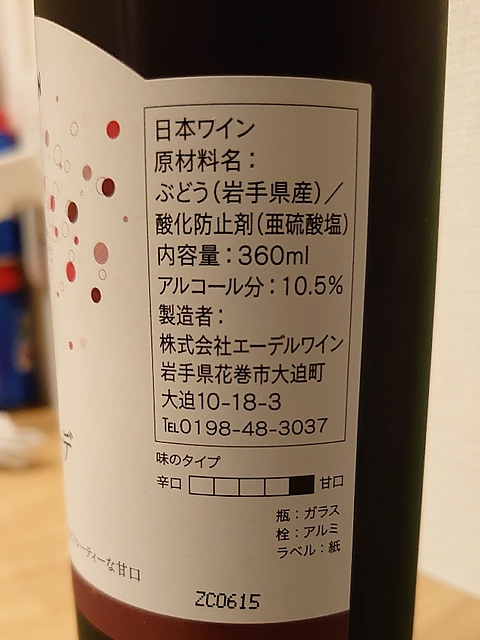 日本ワイン
原材料名：
ぶどう（岩手県産）／
酸化防止剤（亜硫酸塩）
内容量：360ml
アルコール分：10.5%
製造者：
株式会社エーデルワイン
岩手県花巻市大迫町
大迫10-18-3
℡0198-48-3037
味のタイプ
辛口 甘口
瓶：ガラス
栓：アルミ
ラベル：紙
デ
ルーティーな甘口
ZC0615